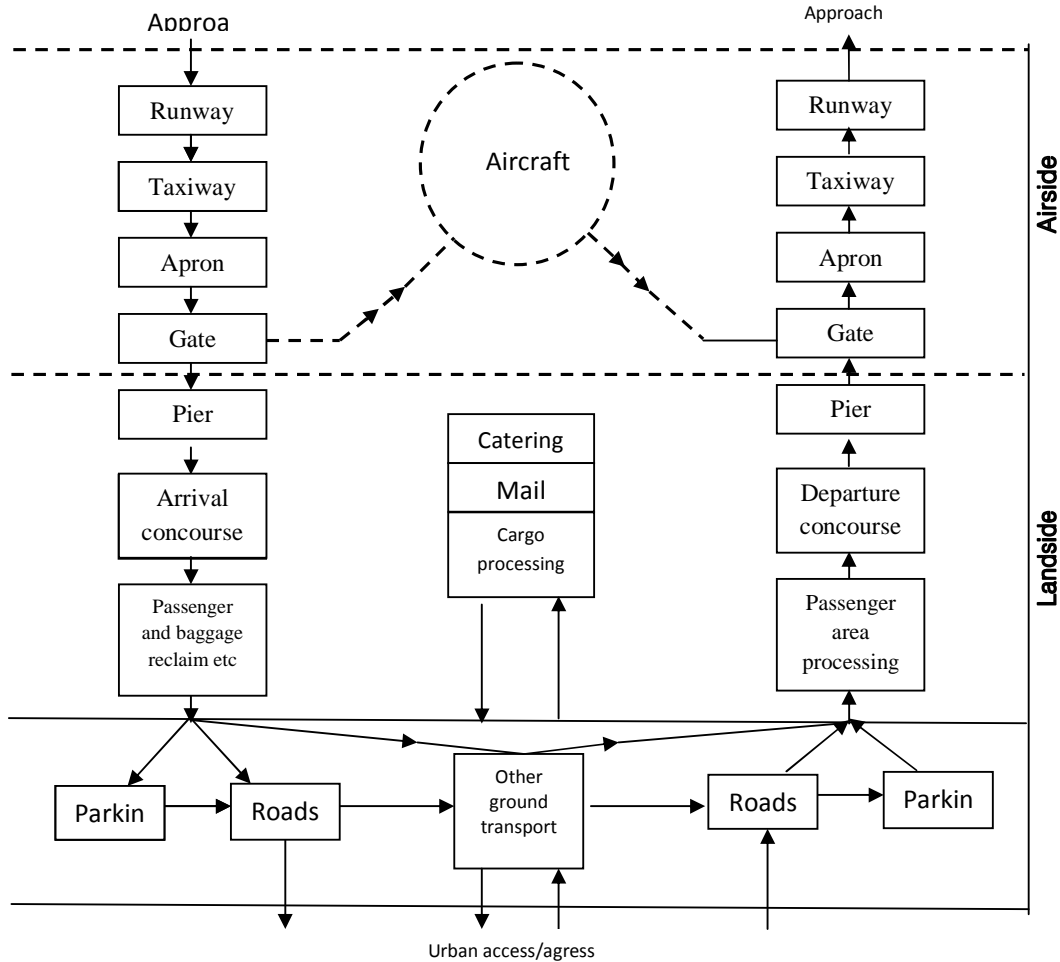 Approa
Approach
Runway
Taxiway
Apron
Gate
Pier
Arrival
concourse
Passenger
and baggage
reclaim etc
Aircraft
Catering
Mail
Cargo
processing
Runway
Taxiway
Apron
Gate
Pier
Departure
concourse
Passenger
area
processing
Airside
Landside
Parkin
Roads
Other
ground
transport
Roads
Parkin
Urban access/agress